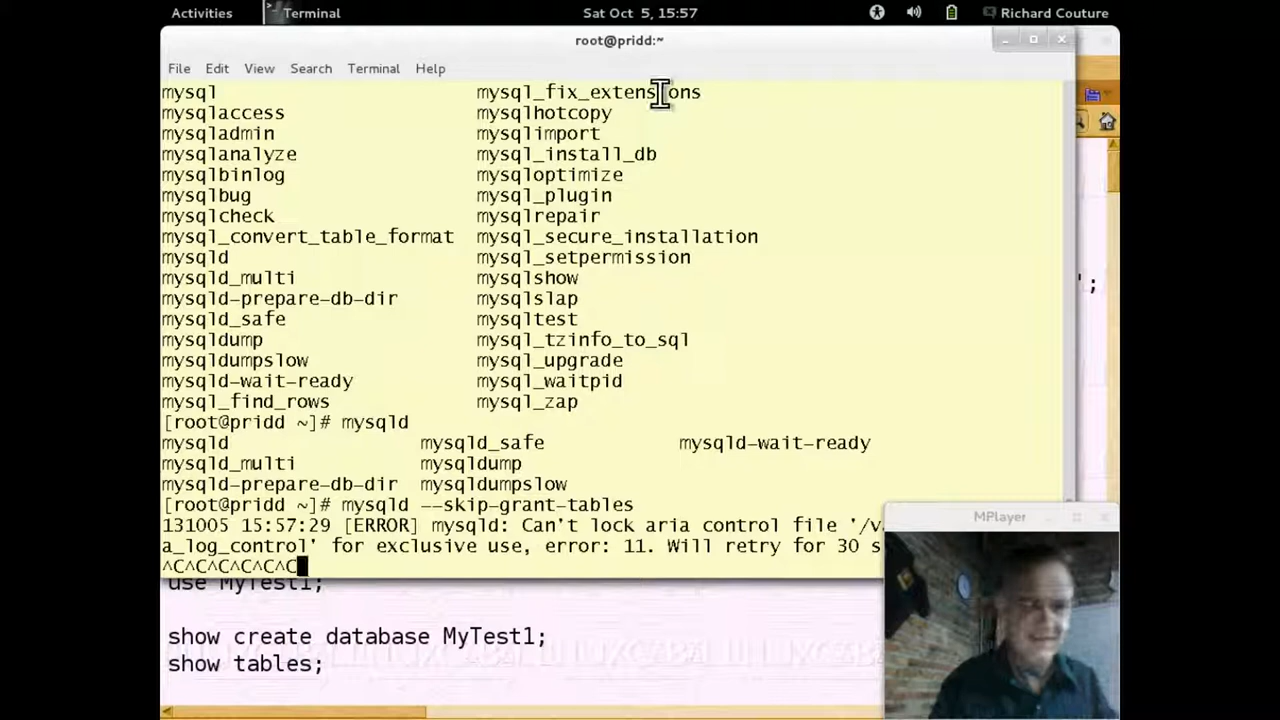 Activities Terminal Sat Oct 5, 15:57 Richard Couture
root@pridd:~
File Edit View Search Terminal Help
mysql mysql_fix_extensions
mysqlaccess mysqlhotcopy
mysqladmin mysqlimport
mysqlanalyze mysql_install_db
mysqlbinlog mysqloptimize
mysqlbug mysql_plugin
mysqlcheck mysqlrepair
mysql_convert_table_format mysql_secure_installation
mysqld mysql_setpermission
mysqld_multi mysqlshow
mysqld-prepare-db-dir mysqlslap
mysqld_safe mysqltest
mysqldump mysql_tzinfo_to_sql
mysqldumpslow mysql_upgrade
mysqld-wait-ready mysql_waitpid
mysql_find_rows mysql_zap
[root@pridd ~]# mysqld
mysqld mysqld_safe mysqld-wait-ready
mysqld_multi mysqldump
mysqld-prepare-db-dir mysqldumpslow
[root@pridd ~]# mysqld --skip-grant-tables
131005 15:57:29 [ERROR] mysqld: Can't lock aria control file '/v
a_log_control' for exclusive use, error: 11. Will retry for 30 s
^C^C^C^C^C^C^C
';
use MyTest1;
show create database MyTest1;
show tables;
MPlayer